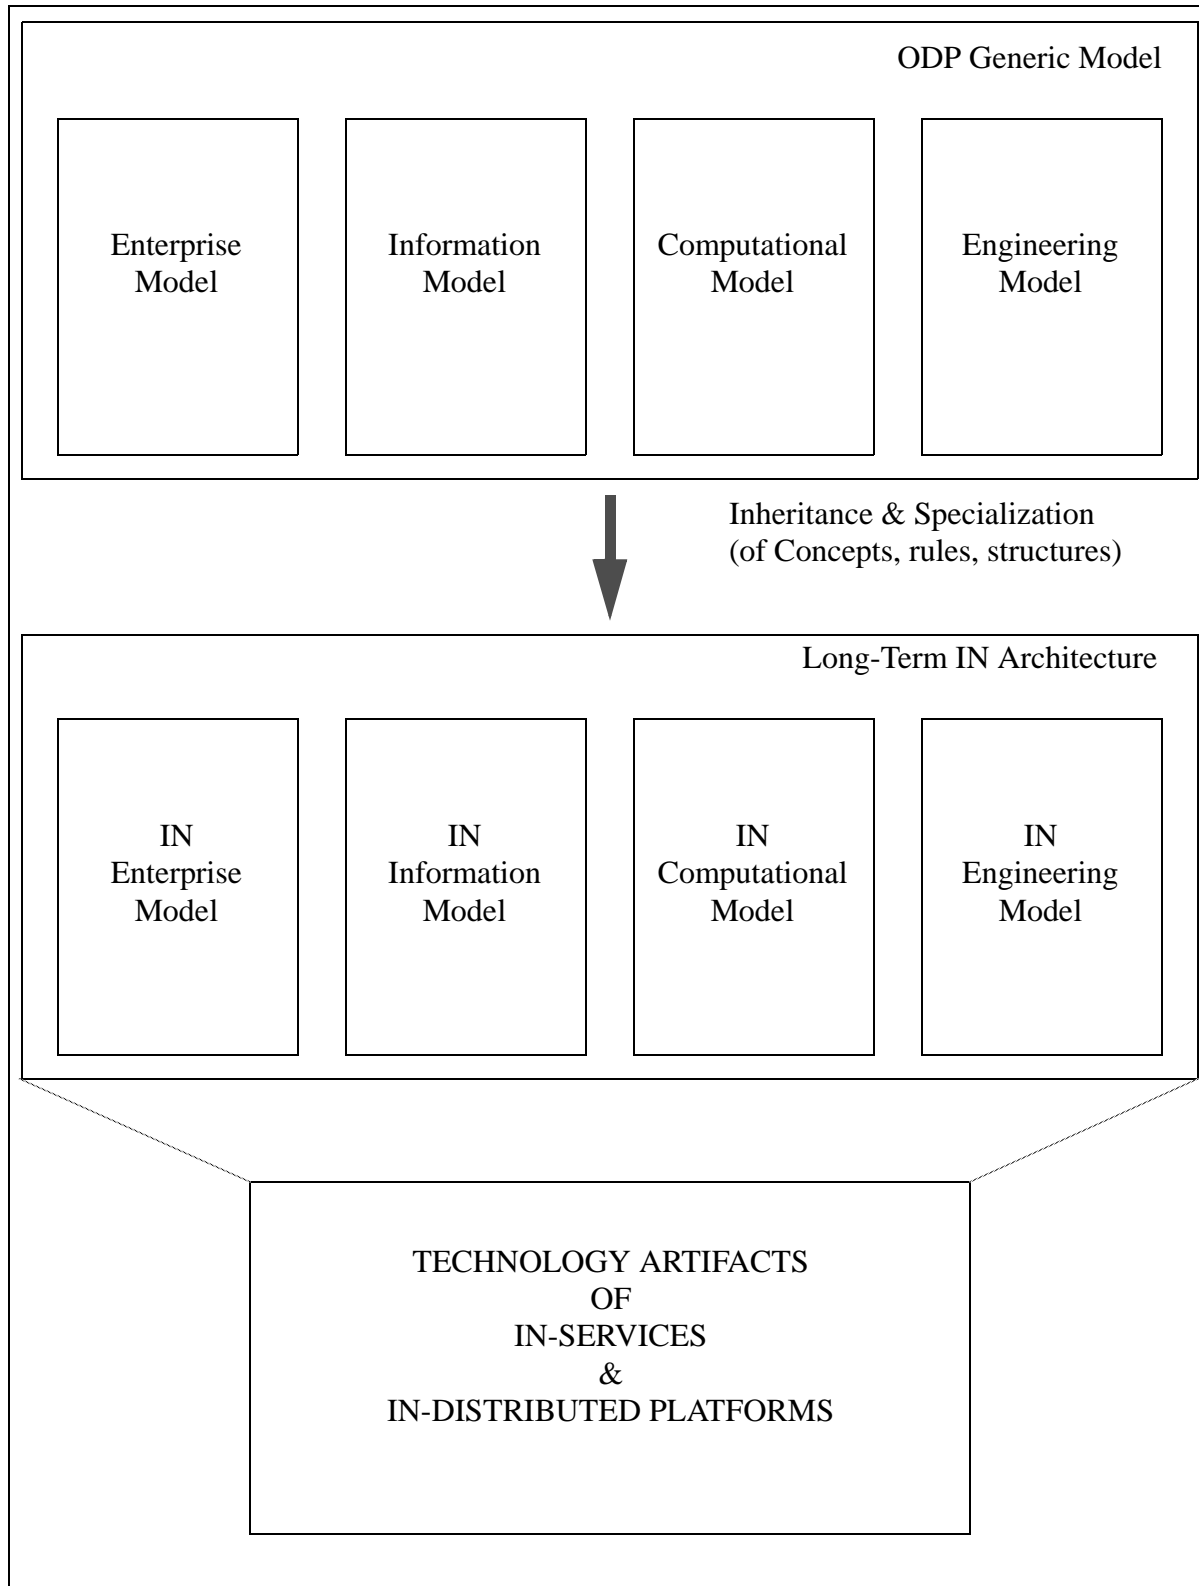 ODP Generic Model
Enterprise
Model
Information
Model
Computational
Model
Engineering
Model
Inheritance & Specialization
(of Concepts, rules, structures)
Long-Term IN Architecture
IN
Enterprise
Model
IN
Information
Model
IN
Computational
Model
IN
Engineering
Model
TECHNOLOGY ARTIFACTS
OF
IN-SERVICES
&
IN-DISTRIBUTED PLATFORMS